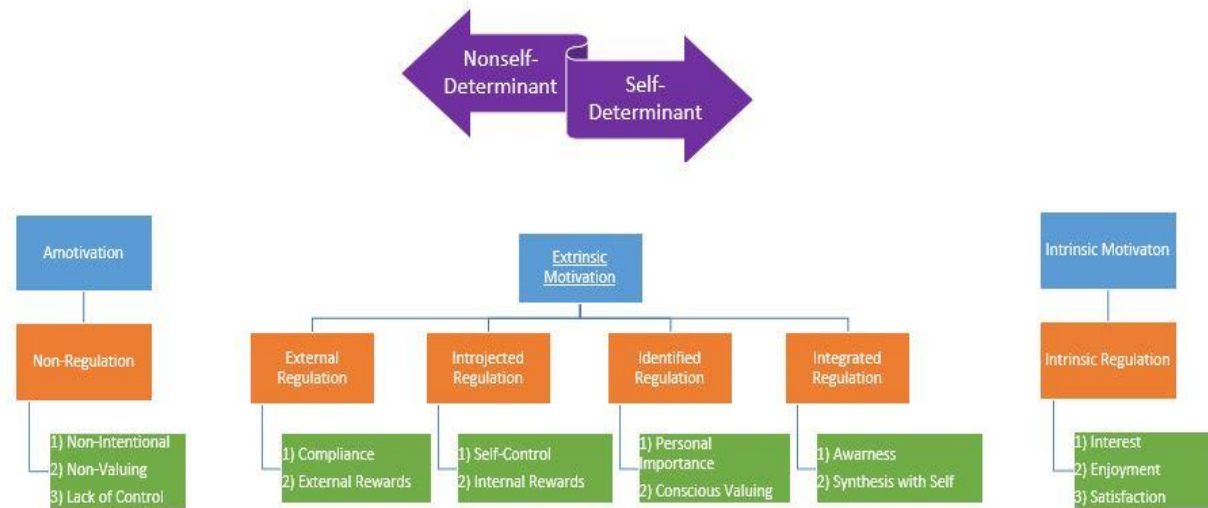 Nonself-
Determinant
Self-
Determinant
Amotivation
Extrinsic
Motivation
Intrinsic Motivaton
Non-Regulation
External
Regulation
Introjected
Regulation
Identified
Regulation
Integrated
Regulation
Intrinsic Regulation
1) Non-Intentional
2) Non-Valuing
3) Lack of Control
1) Compliance
2) External Rewards
1) Self-Control
2) Internal Rewards
1) Personal
Importance
2) Conscious Valuing
1) Awarness
2) Synthesis with Self
1) Interest
2) Enjoyment
3) Satisfaction